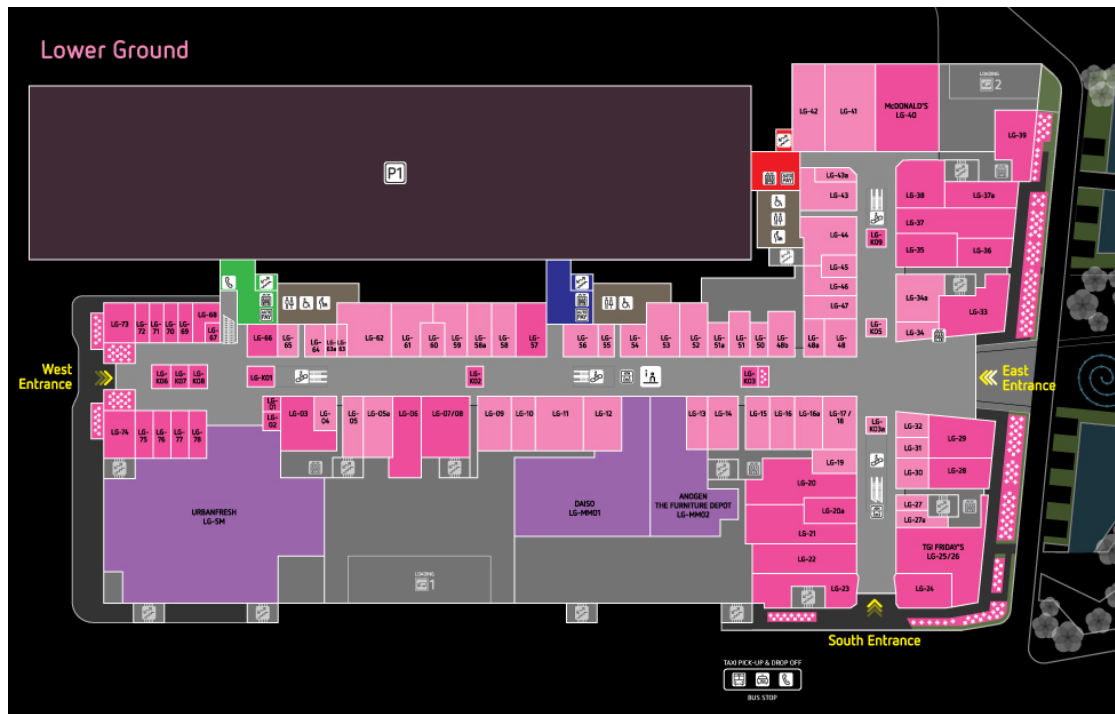 Lower Ground
P1
LOADING
2
LG-42
LG-41
McDONALD'S
LG-40
LG-39
AUTO
PAY
LG-43a
LG-43
LG-38
LG-37a
LG-37
LG-44
LG-
K09
LG-35
LG-36
LG-45
LG-46
LG-47
LG-34a
LG-33
LG-34
LG-
K05
AUTO
PAY
AUTO
PAY
LG-73
LG-
72
LG-
71
LG-
70
LG-
69
LG-68
LG-
67
LG-66
LG-
65
LG-
64
LG-
63a
LG-
63
LG-62
LG-
61
LG-
60
LG-
59
LG-
58a
LG-
58
LG-
57
LG-
56
LG-
55
LG-
54
LG-
53
LG-
52
LG-
51a
LG-
51
LG-
50
LG-
48b
LG-
48a
LG-
48
West
Entrance
LG-
K06
LG-
K07
LG-
K08
LG-K01
LG-
K02
LG-
K03
East
Entrance
LG-74
LG-
75
LG-
76
LG-
77
LG-
78
LG-
01
LG-
02
LG-03
LG-
04
LG-
05
LG-05a
LG-06
LG-07/08
LG-09
LG-10
LG-11
LG-12
LG-13
LG-14
LG-15
LG-16
LG-16a
LG-17 /
18
LG-
K03a
LG-32
LG-31
LG-30
LG-29
LG-28
LG-19
LG-20
LG-20a
LG-21
LG-22
LG-23
LG-27
LG-27a
TGI FRIDAY'S
LG-25/26
LG-24
URBANFRESH
LG-SM
DAISO
LG-MM01
ANOGEN
THE FURNITURE DEPOT
LG-MM02
LOADING
1
South Entrance
TAXI PICK-UP & DROP OFF
BUS STOP